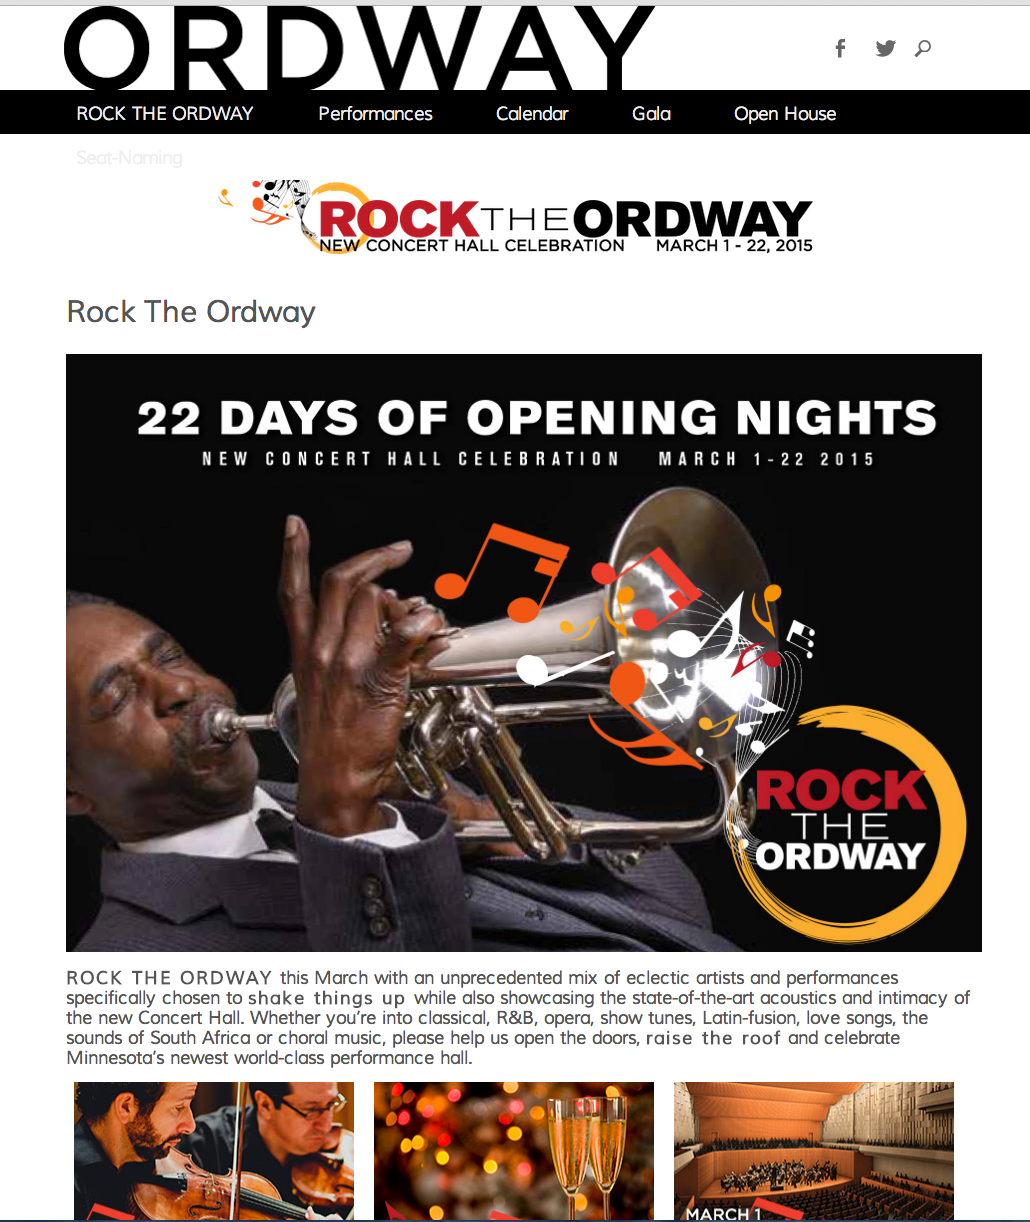 ORDWAY
ROCK THE ORDWAY Performances Calendar Gala Open House
Seat-Naming
ROCK THE ORDWAY
NEW CONCERT HALL CELEBRATION MARCH 1 - 22, 2015
Rock The Ordway
22 DAYS OF OPENING NIGHTS
NEW CONCERT HALL CELEBRATION MARCH 1-22 2015
ROCK
THE
ORDWAY
ROCK THE ORDWAY this March with an unprecedented mix of eclectic artists and performances
specifically chosen to shake things up while also showcasing the state-of-the-art acoustics and intimacy of
the new Concert Hall. Whether you’re into classical, R&B, opera, show tunes, Latin-fusion, love songs, the
sounds of South Africa or choral music, please help us open the doors, raise the roof and celebrate
Minnesota’s newest world-class performance hall.
MARCH 1